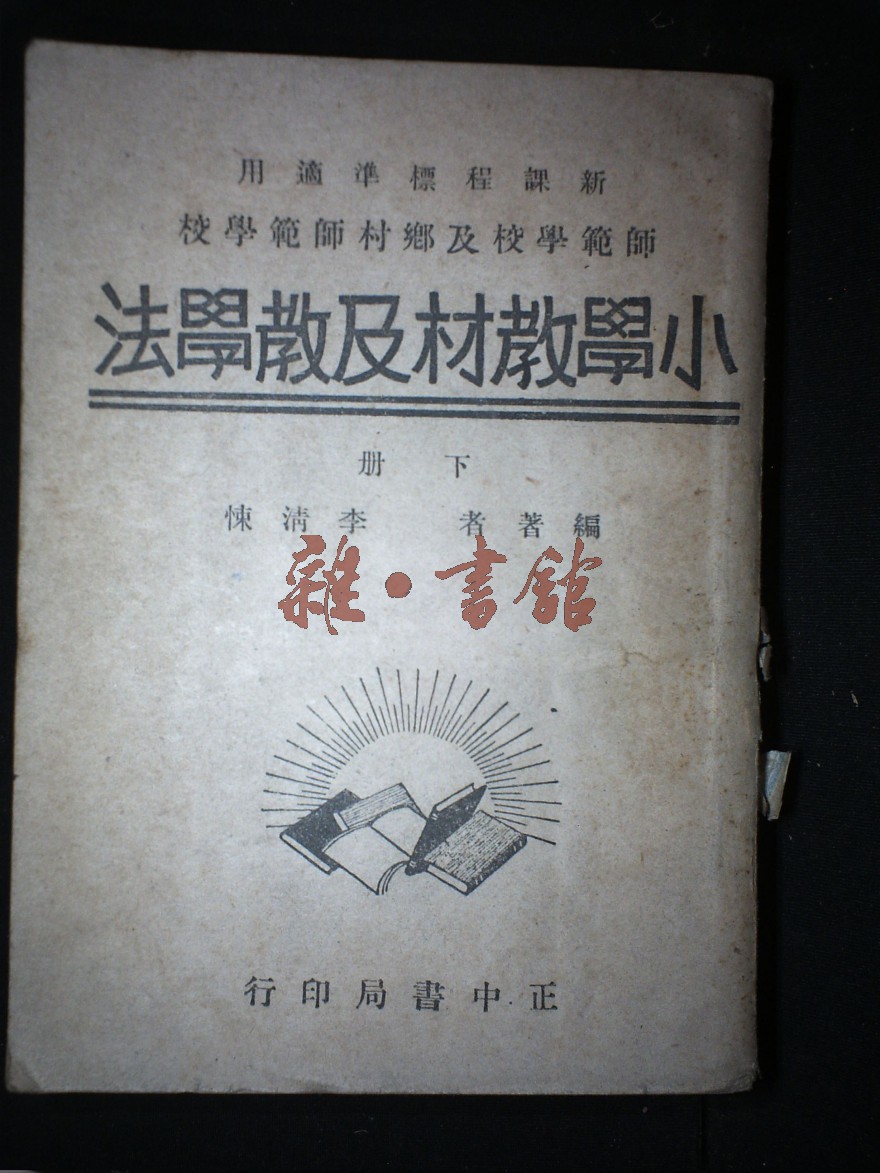 新課程標準適用
師範學校及鄉村師範學校
小學教材及教學法
下册
編著者 李清悚
雜·書館
正中書局印行